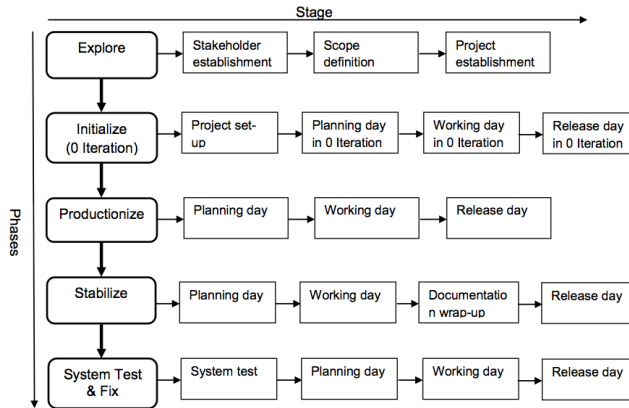 Stage
Phases
Explore
Stakeholder
establishment
Scope
definition
Project
establishment
Initialize
(0 Iteration)
Project set-
up
Planning day
in 0 Iteration
Working day
in 0 Iteration
Release day
in 0 Iteration
Productionize
Planning day
Working day
Release day
Stabilize
Planning day
Working day
Documentatio
n wrap-up
Release day
System Test
& Fix
System test
Planning day
Working day
Release day